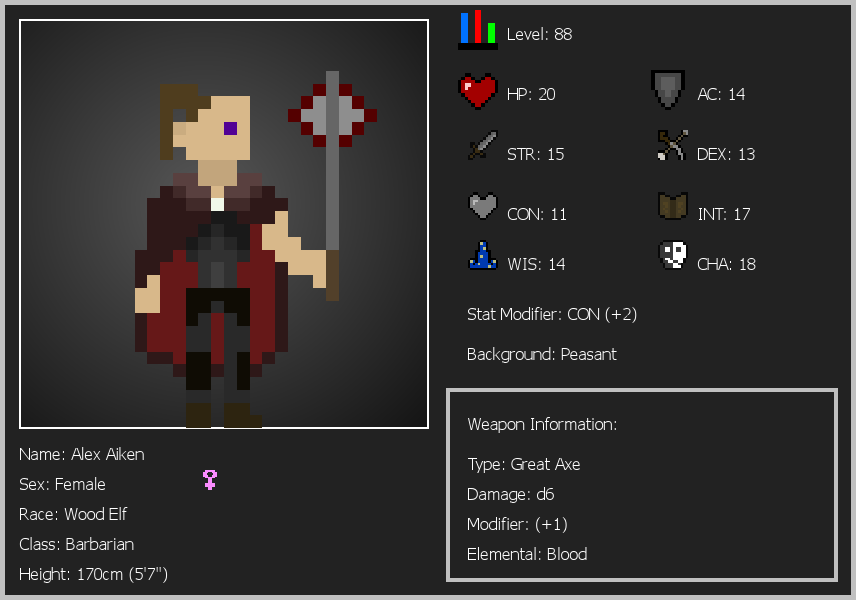 Level: 88
HP: 20
AC: 14
STR: 15
DEX: 13
CON: 11
INT: 17
WIS: 14
CHA: 18
Stat Modifier: CON (+2)
Background: Peasant
Weapon Information:
Type: Great Axe
Damage: d6
Modifier: (+1)
Elemental: Blood
Name: Alex Aiken
Sex: Female
Race: Wood Elf
Class: Barbarian
Height: 170cm (5'7")